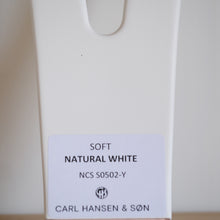 SOFT
NATURAL WHITE
NCS S0502-Y
CARL HANSEN & SØN